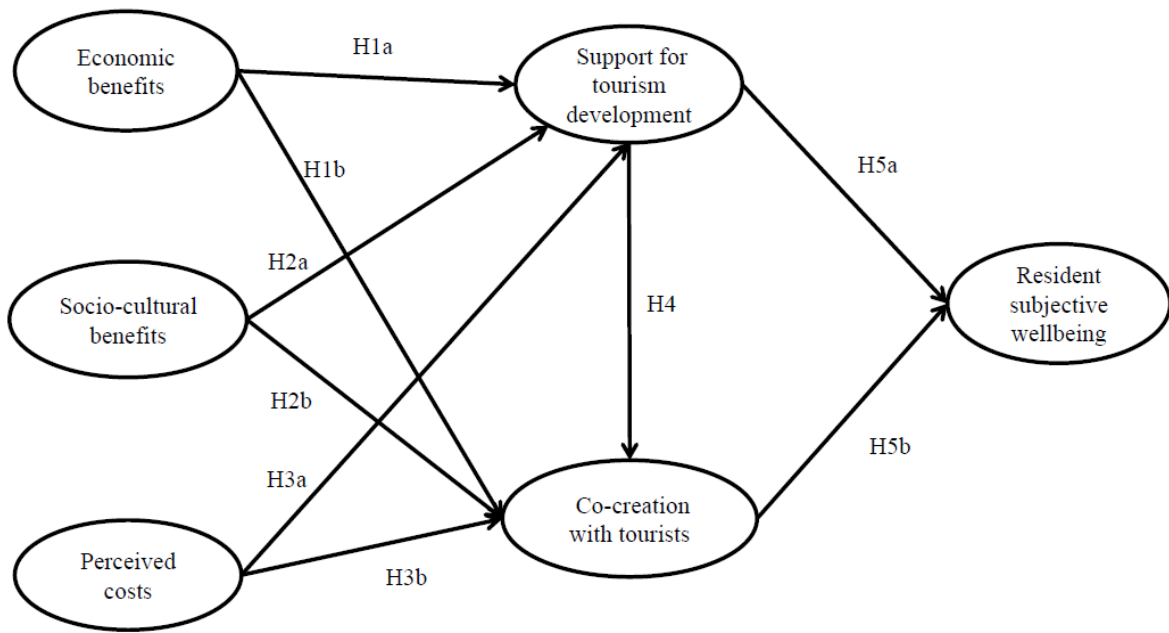 Economic
benefits
H1a
Support for
tourism
development
H1b
H5a
H2a
Socio-cultural
benefits
H4
Resident
subjective
wellbeing
H2b
H3a
H5b
Co-creation
with tourists
Perceived
costs
H3b